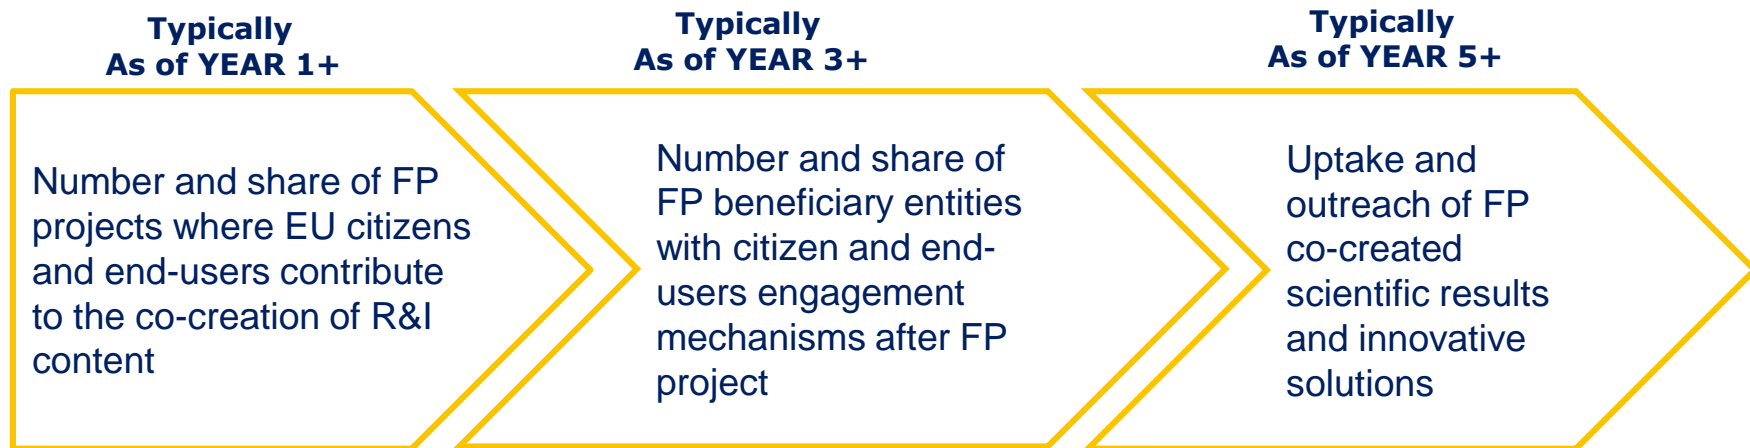 Typically
As of YEAR 1+
Number and share of FP
projects where EU citizens
and end-users contribute
to the co-creation of R&I
content
Typically
As of YEAR 3+
Number and share of
FP beneficiary entities
with citizen and end-
users engagement
mechanisms after FP
project
Typically
As of YEAR 5+
Uptake and
outreach of FP
co-created
scientific results
and innovative
solutions